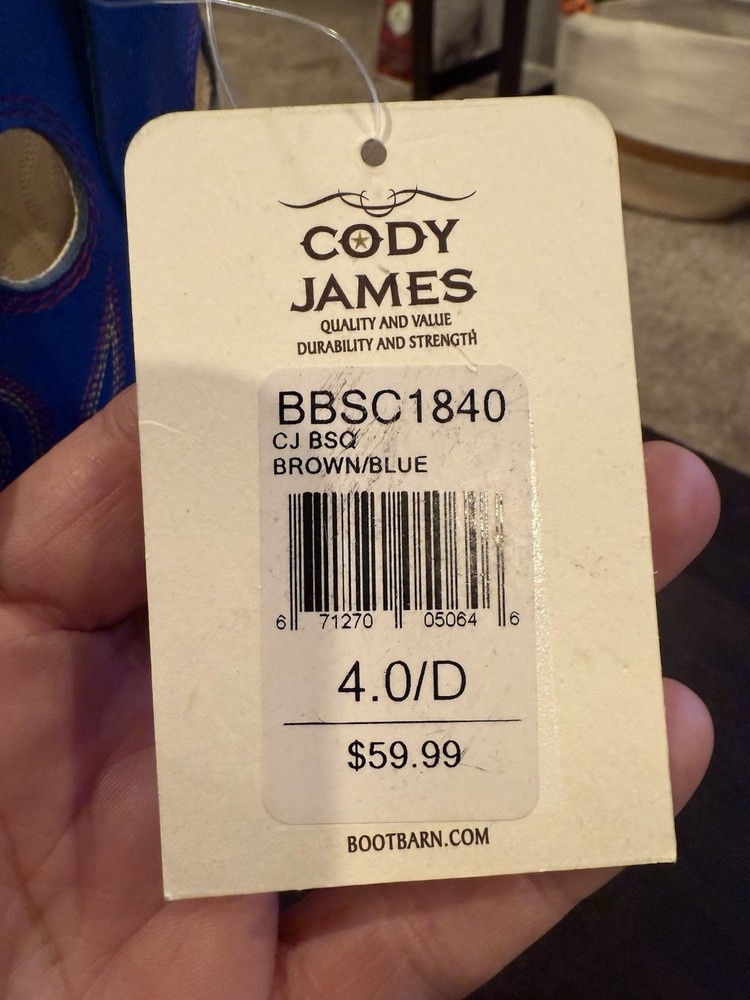 CODY
JAMES
QUALITY AND VALUE
DURABILITY AND STRENGTH
BBSC1840
CJ BSQ
BROWN/BLUE
6 71270 05064 6
4.0/D
$59.99
BOOTBARN.COM